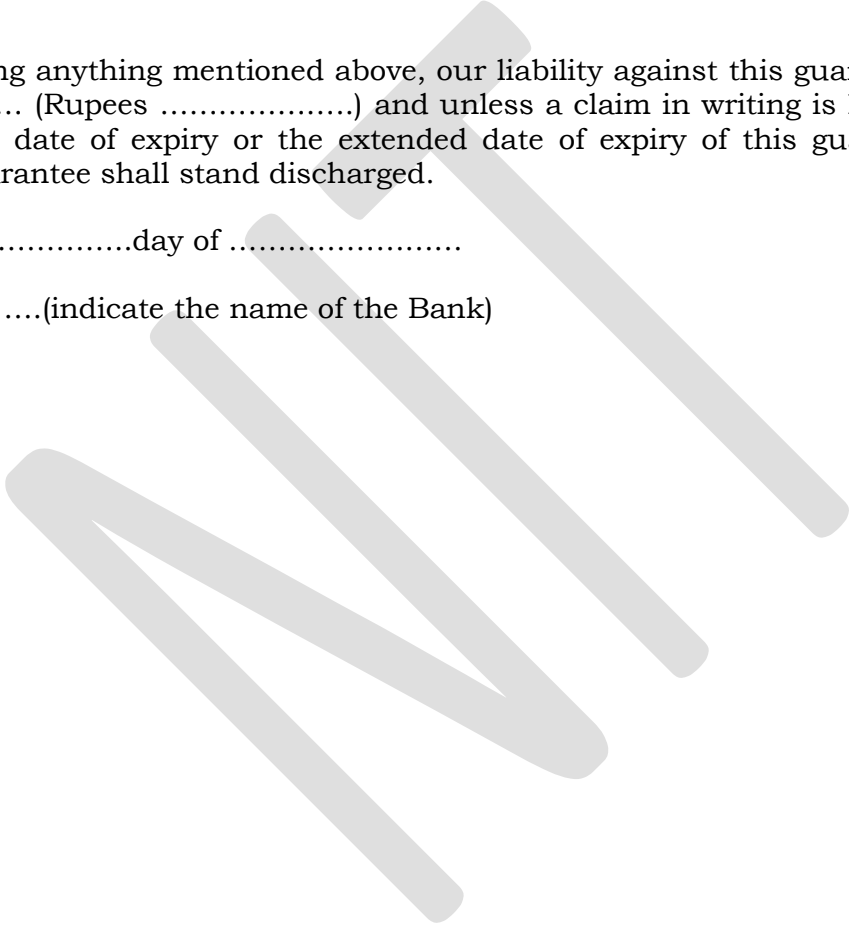 ng anything mentioned above, our liability against this guar
… (Rupees ………………..) and unless a claim in writing is
date of expiry or the extended date of expiry of this gua
rantee shall stand discharged.
……………day of ……………………
….(indicate the name of the Bank)
NIT